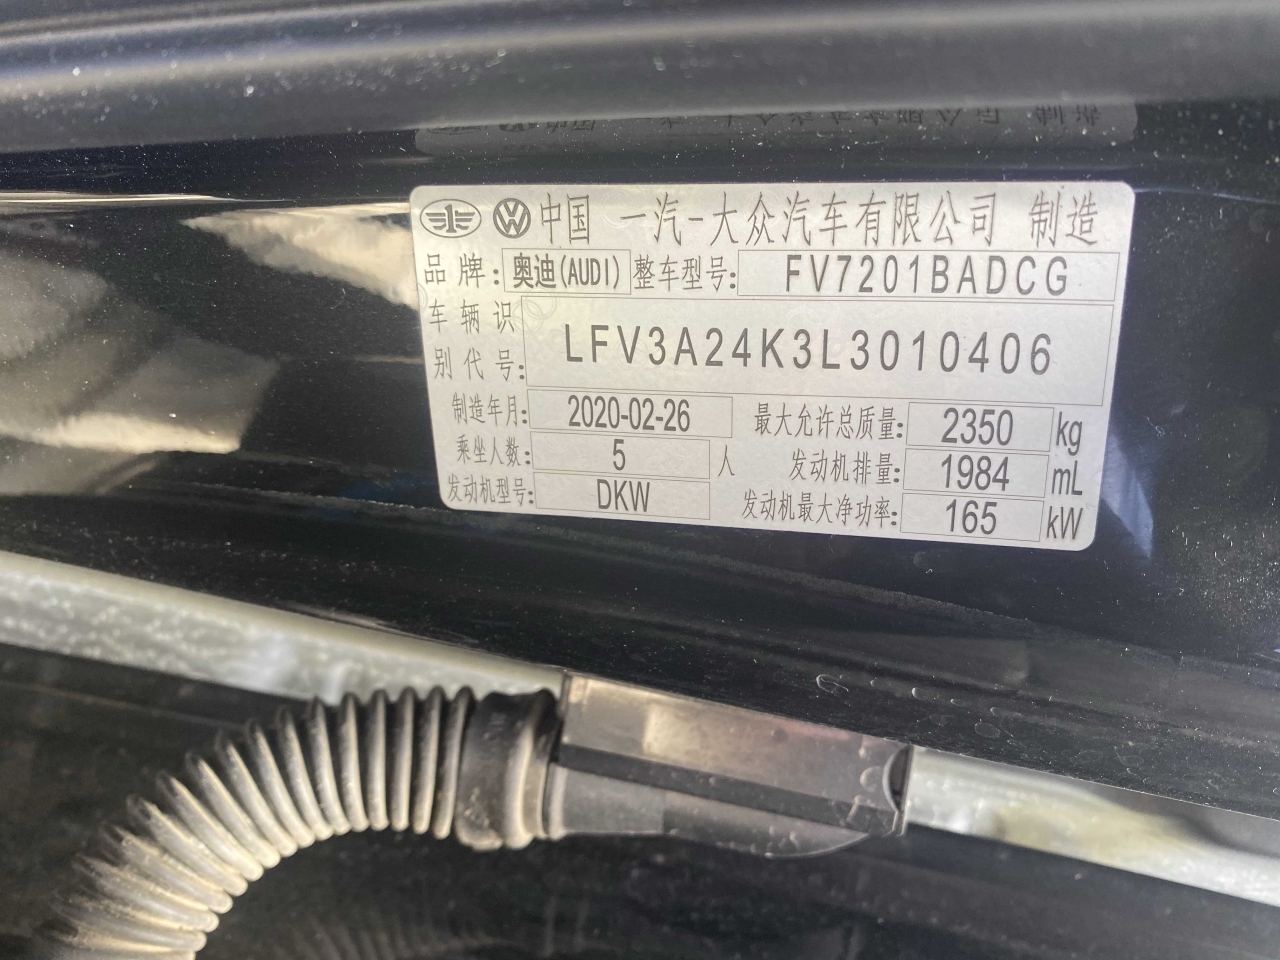 中国 一汽-大众汽车有限公司 制造
品牌: 奥迪(AUDI) 整车型号: FV7201BADCG
车辆识别代号: LFV3A24K3L3010406
制造年月: 2020-02-26 最大允许总质量: 2350 kg
乘坐人数: 5 人 发动机排量: 1984 mL
发动机型号: DKW 发动机最大净功率: 165 kW